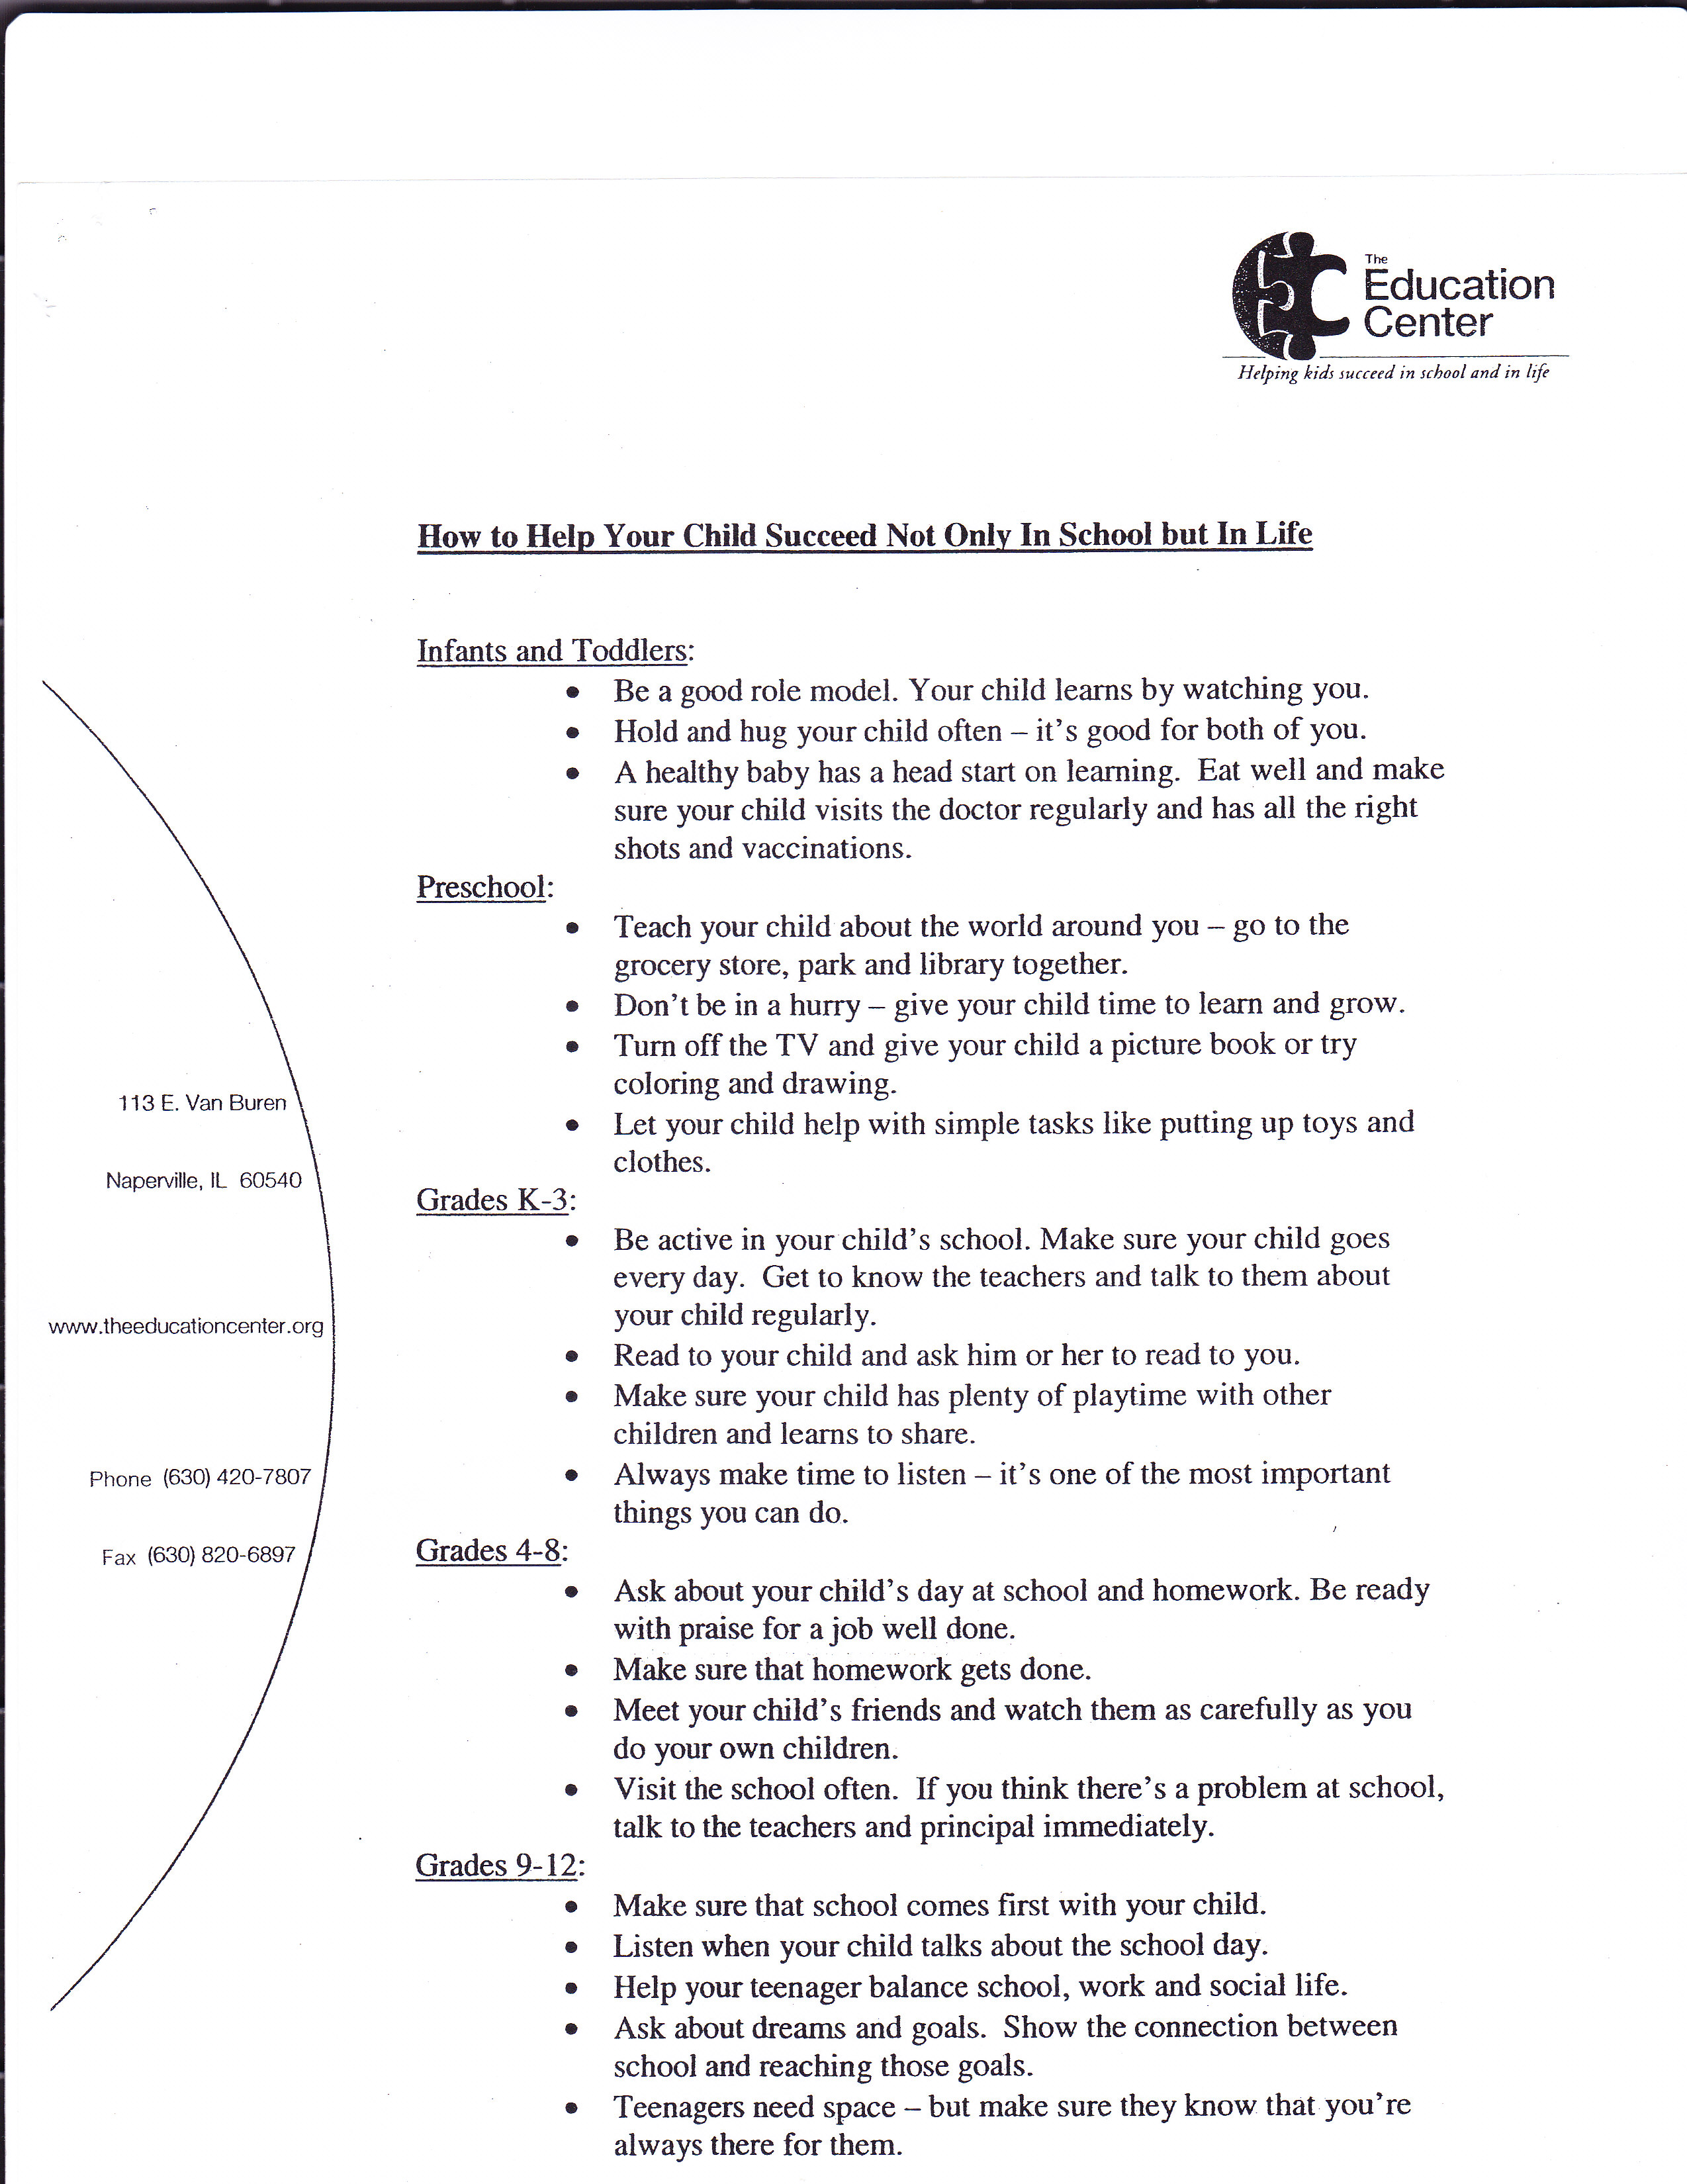 The
Education
Center
Helping kids succeed in school and in life
How to Help Your Child Succeed Not Only In School but In Life
Infants and Toddlers:
• Be a good role model. Your child learns by watching you.
• Hold and hug your child often – it's good for both of you.
• A healthy baby has a head start on learning.  Eat well and make
sure your child visits the doctor regularly and has all the right
shots and vaccinations.
Preschool:
• Teach your child about the world around you – go to the
grocery store, park and library together.
• Don't be in a hurry – give your child time to learn and grow.
• Turn off the TV and give your child a picture book or try
coloring and drawing.
• Let your child help with simple tasks like putting up toys and
clothes.
Grades K-3:
• Be active in your child's school. Make sure your child goes
every day.  Get to know the teachers and talk to them about
your child regularly.
• Read to your child and ask him or her to read to you.
• Make sure your child has plenty of playtime with other
children and learns to share.
• Always make time to listen – it's one of the most important
things you can do.
Grades 4-8:
• Ask about your child's day at school and homework. Be ready
with praise for a job well done.
• Make sure that homework gets done.
• Meet your child's friends and watch them as carefully as you
do your own children.
• Visit the school often.  If you think there's a problem at school,
talk to the teachers and principal immediately.
Grades 9-12:
• Make sure that school comes first with your child.
• Listen when your child talks about the school day.
• Help your teenager balance school, work and social life.
• Ask about dreams and goals.  Show the connection between
school and reaching those goals.
• Teenagers need space – but make sure they know that you're
always there for them.
113 E. Van Buren
Naperville, IL  60540
www.theeducationcenter.org
Phone  (630) 420-7807
Fax  (630) 820-6897